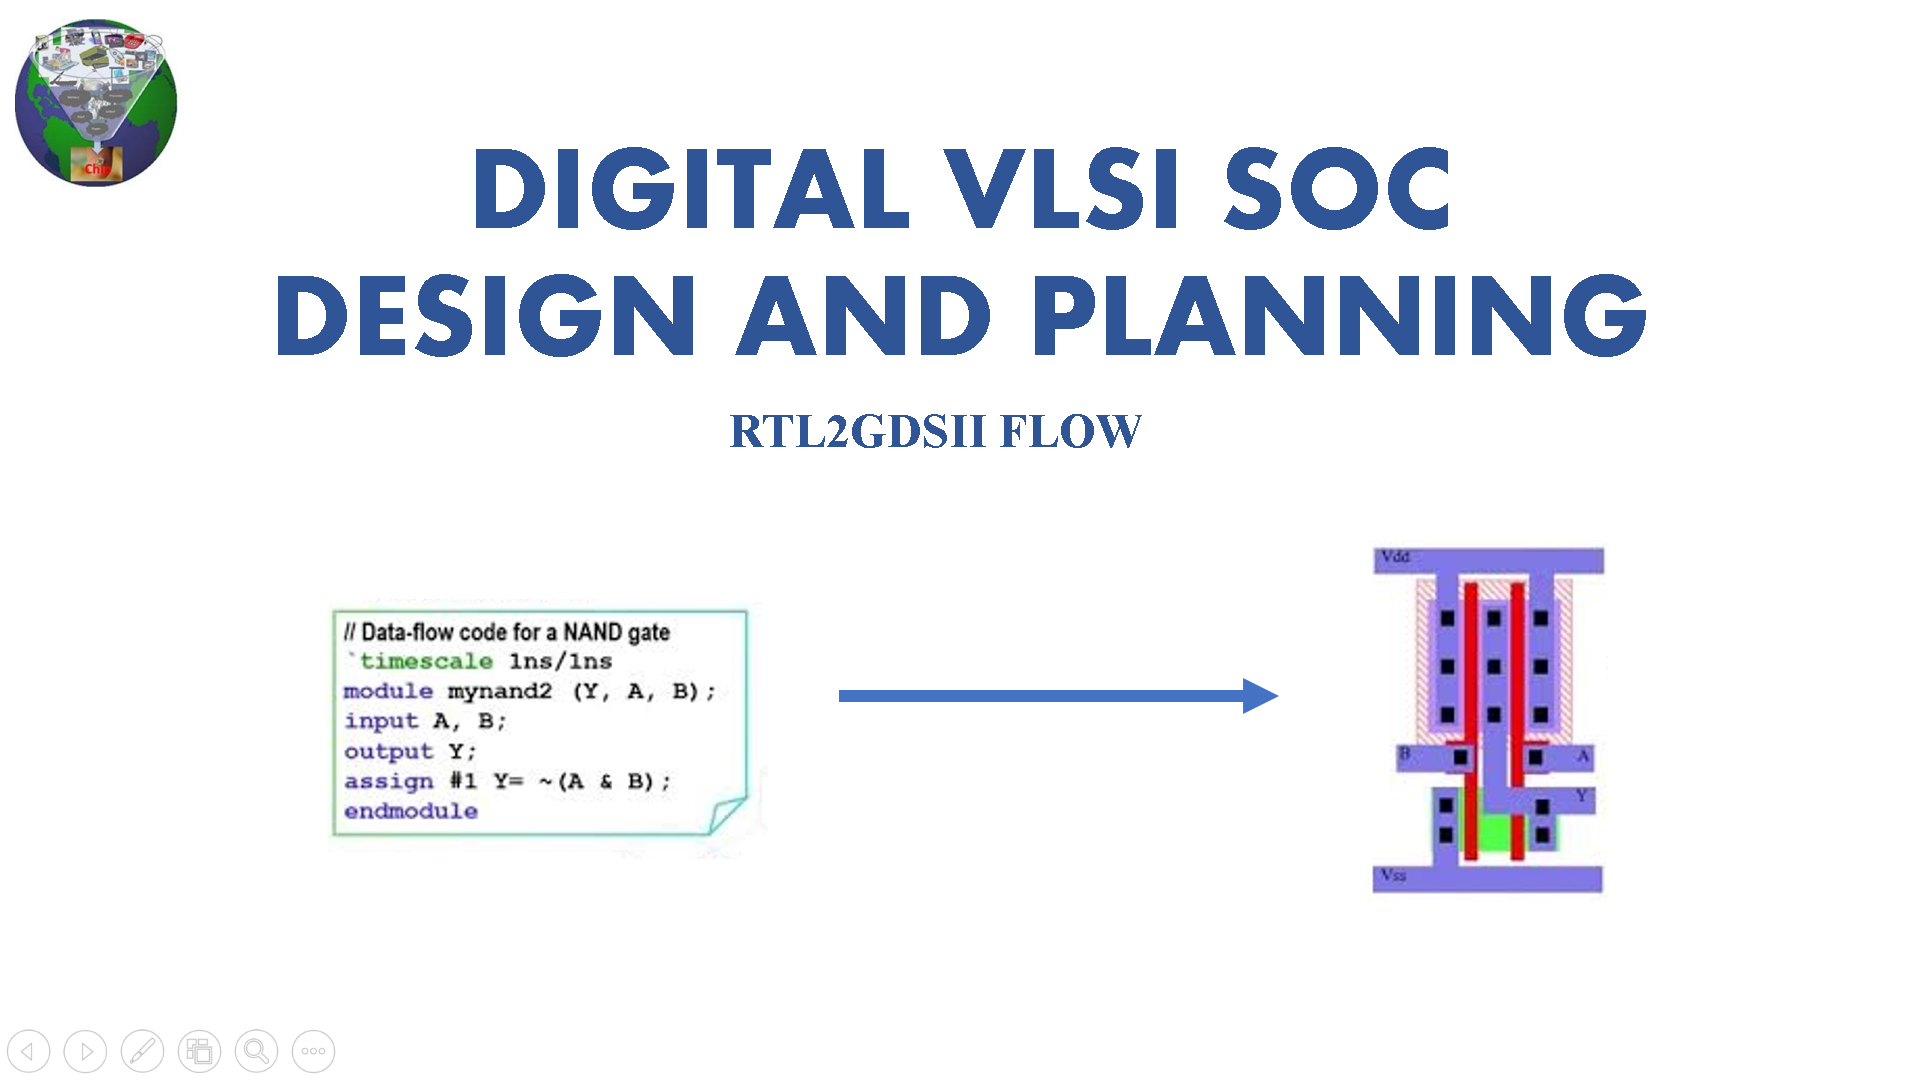 DIGITAL VLSI SOC
DESIGN AND PLANNING
RTL2GDSII FLOW
// Data-flow code for a NAND gate
`timescale 1ns/1ns
module mynand2 (Y, A, B);
input A, B;
output Y;
assign #1 Y= ~(A & B);
endmodule
Vdd
B
A
Y
Vss